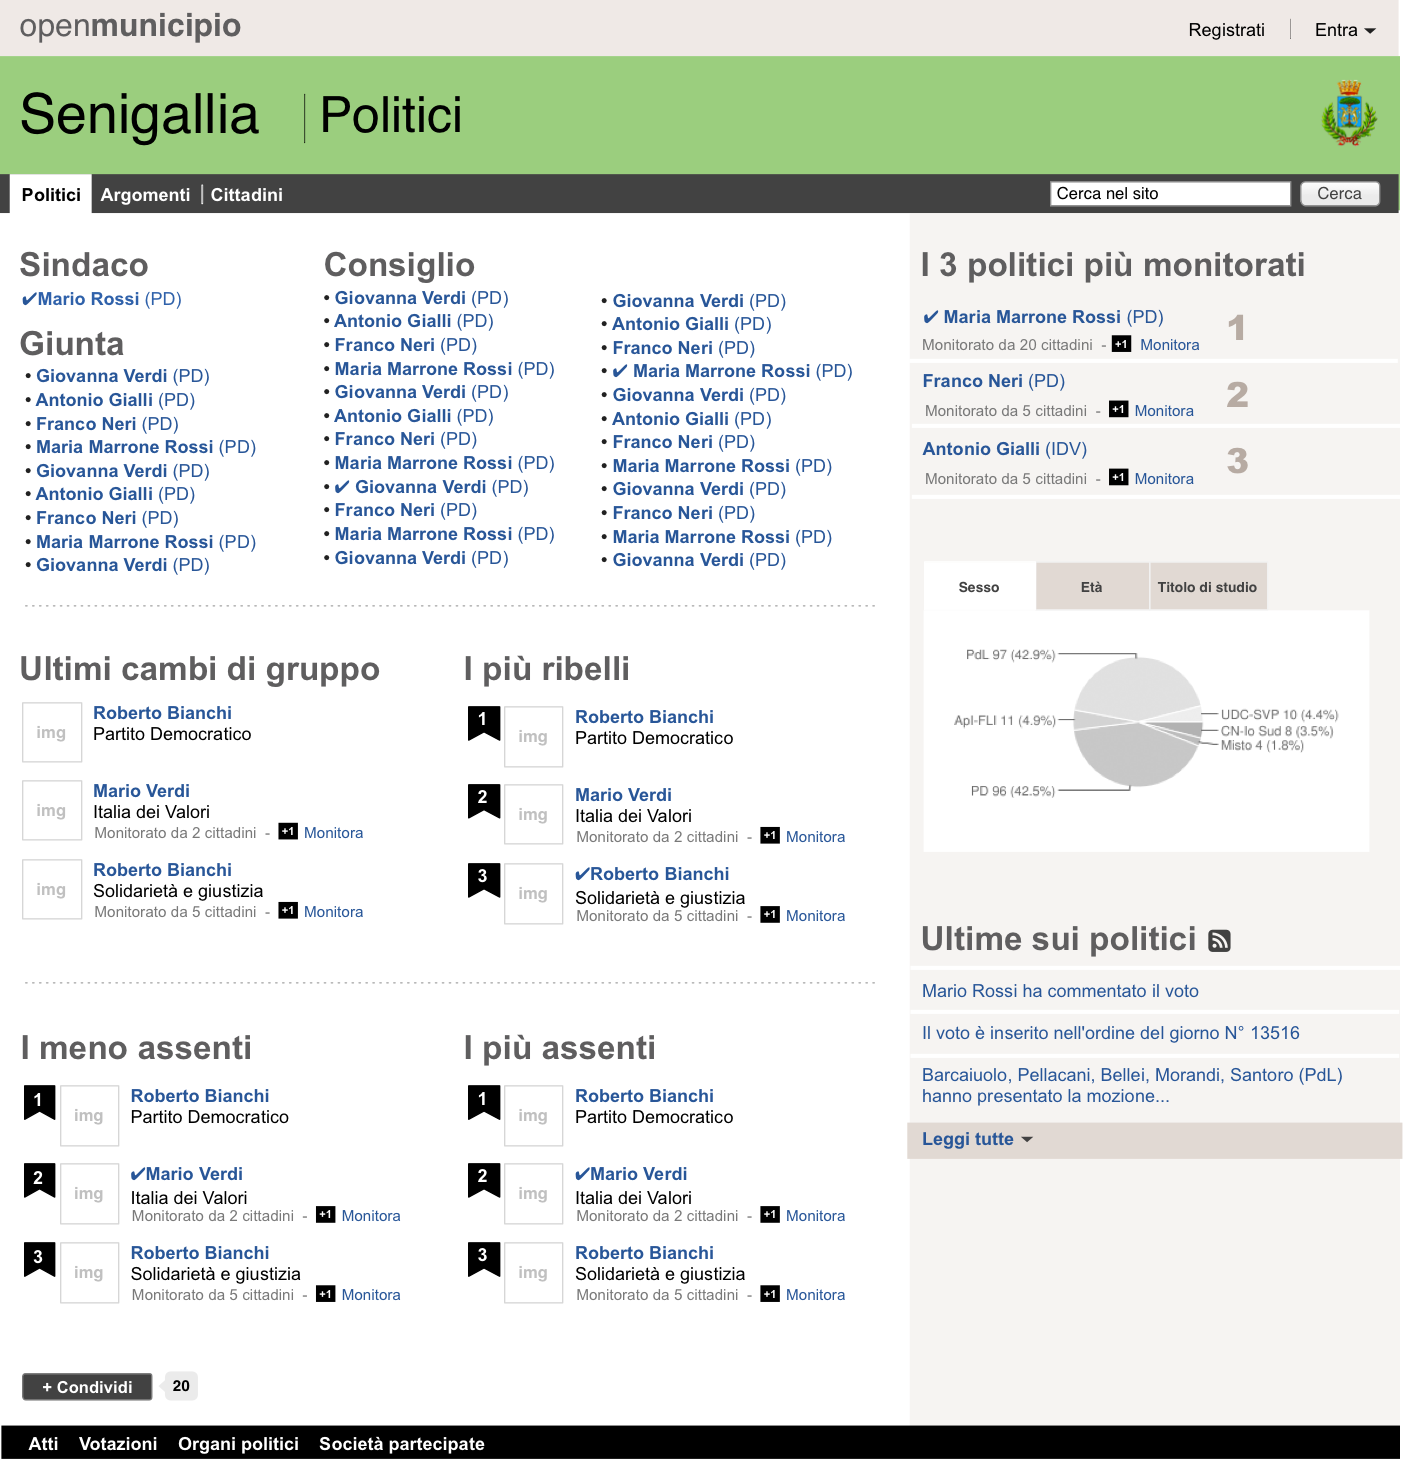 openmunicipio
Registrati
Entra
Senigallia
Politici
Politici
Argomenti
Cittadini
Cerca nel sito
Cerca
Sindaco
✔Mario Rossi (PD)
Giunta
• Giovanna Verdi (PD)
• Antonio Gialli (PD)
• Franco Neri (PD)
• Maria Marrone Rossi (PD)
• Giovanna Verdi (PD)
• Antonio Gialli (PD)
• Franco Neri (PD)
• Maria Marrone Rossi (PD)
• Giovanna Verdi (PD)
Consiglio
• Giovanna Verdi (PD)
• Antonio Gialli (PD)
• Franco Neri (PD)
• Maria Marrone Rossi (PD)
• Giovanna Verdi (PD)
• Antonio Gialli (PD)
• Franco Neri (PD)
• Maria Marrone Rossi (PD)
• ✔ Giovanna Verdi (PD)
• Franco Neri (PD)
• Maria Marrone Rossi (PD)
• Giovanna Verdi (PD)
• Giovanna Verdi (PD)
• Antonio Gialli (PD)
• Franco Neri (PD)
• ✔ Maria Marrone Rossi (PD)
• Giovanna Verdi (PD)
• Antonio Gialli (PD)
• Franco Neri (PD)
• Maria Marrone Rossi (PD)
• Giovanna Verdi (PD)
• Franco Neri (PD)
• Maria Marrone Rossi (PD)
• Giovanna Verdi (PD)
Ultimi cambi di gruppo
img
Roberto Bianchi
Partito Democratico
img
Mario Verdi
Italia dei Valori
Monitorato da 2 cittadini - +1 Monitora
img
Roberto Bianchi
Solidarietà e giustizia
Monitorato da 5 cittadini - +1 Monitora
I più ribelli
1
img
Roberto Bianchi
Partito Democratico
2
img
Mario Verdi
Italia dei Valori
Monitorato da 2 cittadini - +1 Monitora
3
img
✔Roberto Bianchi
Solidarietà e giustizia
Monitorato da 5 cittadini - +1 Monitora
I meno assenti
1
img
Roberto Bianchi
Partito Democratico
2
img
✔Mario Verdi
Italia dei Valori
Monitorato da 2 cittadini - +1 Monitora
3
img
Roberto Bianchi
Solidarietà e giustizia
Monitorato da 5 cittadini - +1 Monitora
I più assenti
1
img
Roberto Bianchi
Partito Democratico
2
img
✔Mario Verdi
Italia dei Valori
Monitorato da 2 cittadini - +1 Monitora
3
img
Roberto Bianchi
Solidarietà e giustizia
Monitorato da 5 cittadini - +1 Monitora
+ Condividi
20
I 3 politici più monitorati
✔ Maria Marrone Rossi (PD)
Monitorato da 20 cittadini - +1 Monitora
1
Franco Neri (PD)
Monitorato da 5 cittadini - +1 Monitora
2
Antonio Gialli (IDV)
Monitorato da 5 cittadini - +1 Monitora
3
Sesso
Età
Titolo di studio
PdL 97 (42.9%)
ApI-FLI 11 (4.9%)
PD 96 (42.5%)
UDC-SVP 10 (4.4%)
CN-Io Sud 8 (3.5%)
Misto 4 (1.8%)
Ultime sui politici
Mario Rossi ha commentato il voto
Il voto è inserito nell'ordine del giorno N° 13516
Barcaiuolo, Pellacani, Bellei, Morandi, Santoro (PdL)
hanno presentato la mozione...
Leggi tutte
Atti
Votazioni
Organi politici
Società partecipate